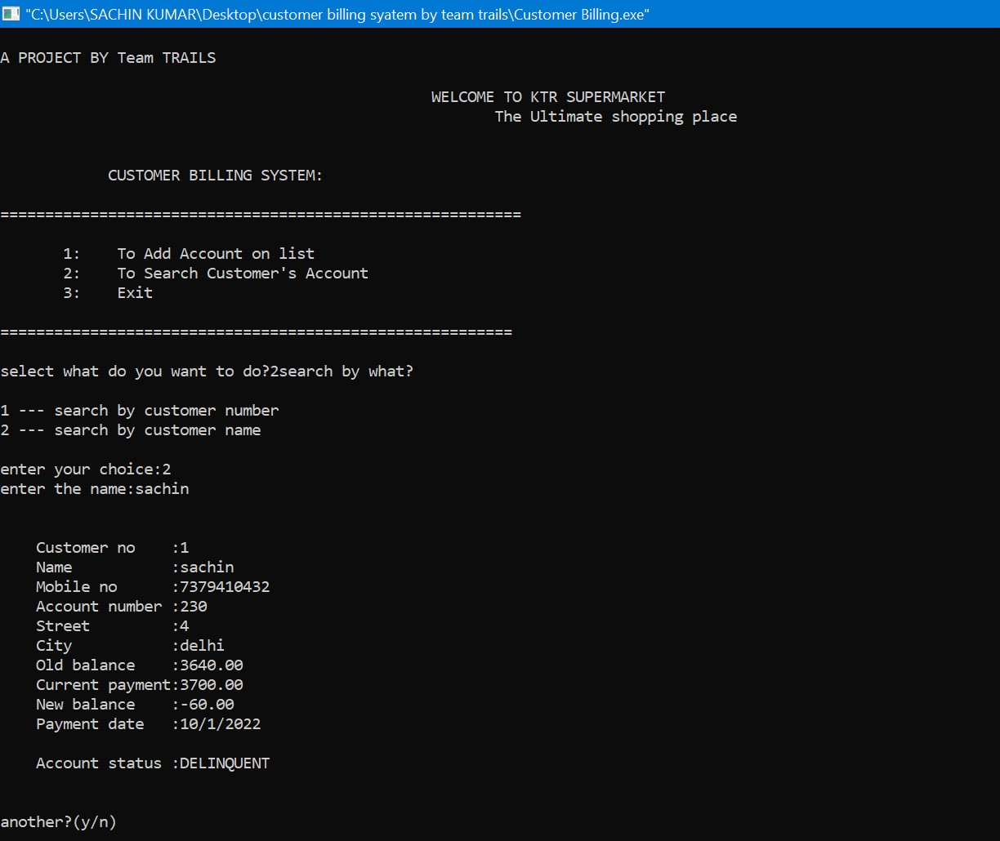 "C:\Users\SACHIN KUMAR\Desktop\customer billing syatem by team trails\Customer Billing.exe"
A PROJECT BY Team TRAILS
WELCOME TO KTR SUPERMARKET
The Ultimate shopping place
CUSTOMER BILLING SYSTEM:
==========================================================
1:    To Add Account on list
2:    To Search Customer's Account
3:    Exit
=========================================================
select what do you want to do?2search by what?
1 --- search by customer number
2 --- search by customer name
enter your choice:2
enter the name:sachin
Customer no    :1
Name           :sachin
Mobile no      :7379410432
Account number :230
Street         :4
City           :delhi
Old balance    :3640.00
Current payment:3700.00
New balance    :-60.00
Payment date   :10/1/2022
Account status :DELINQUENT
another?(y/n)